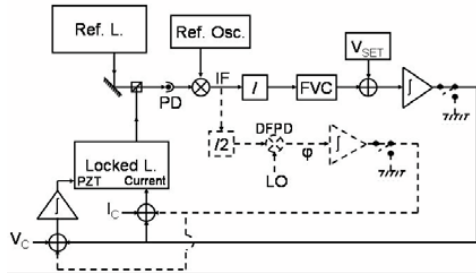 Ref. L.
Ref. Osc.
V_SET
PD
IF
/
FVC
∫
/2
DFPD
φ
∫
LO
Locked L.
PZT Current
∫
I_C
V_C